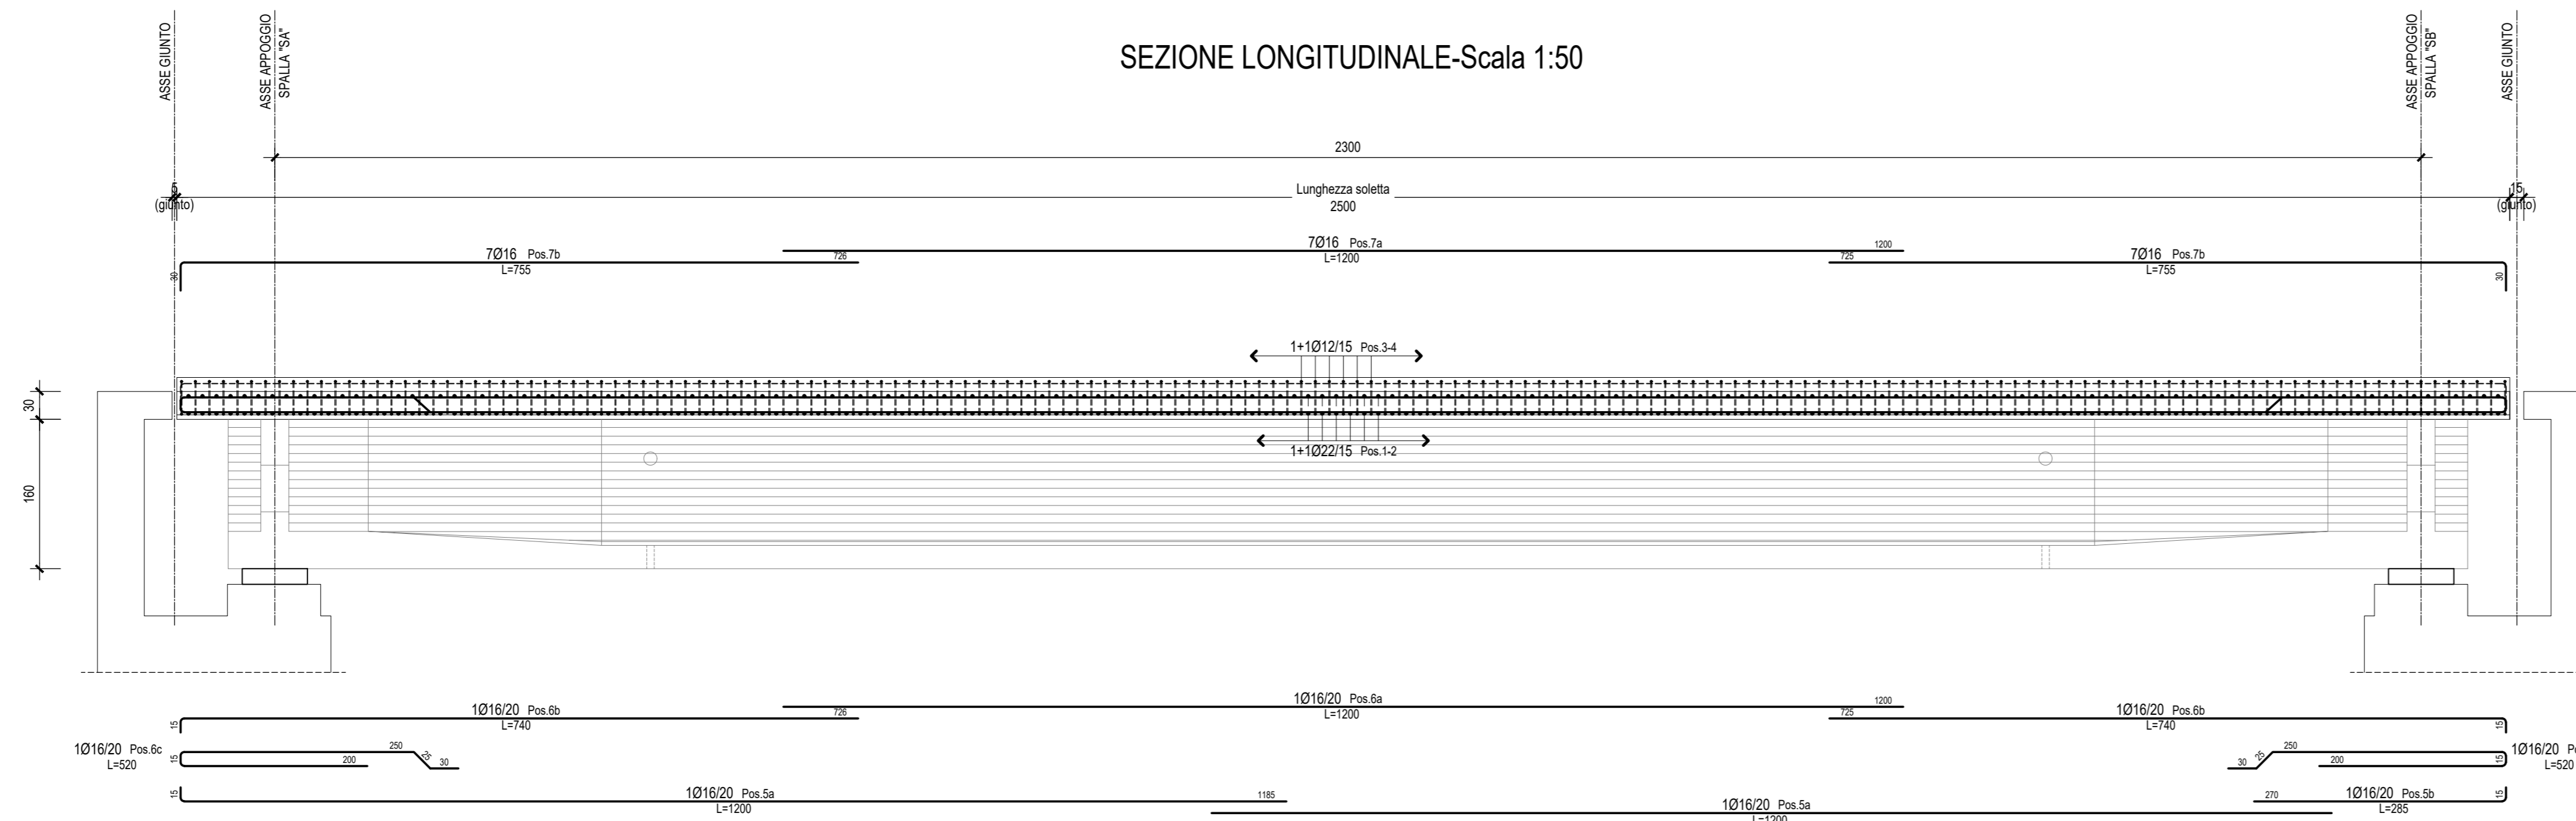 SEZIONE LONGITUDINALE-Scala 1:50
ASSE GIUNTO
ASSE APPOGGIO
SPALLA "SA"
ASSE APPOGGIO
SPALLA "SB"
ASSE GIUNTO
2300
5
(giunto)
Lunghezza soletta
2500
15
(giunto)
7Ø16 Pos.7a
1200
L=1200
30
7Ø16 Pos.7b
726
L=755
725
7Ø16 Pos.7b
L=755
30
1+1Ø12/15 Pos.3-4
30
1+1Ø22/15 Pos.1-2
160
1Ø16/20 Pos.6a
1200
L=1200
15
1Ø16/20 Pos.6b
726
L=740
725
1Ø16/20 Pos.6b
L=740
15
1Ø16/20 Pos.6c
L=520
15
250
200
25
30
30
25
250
200
15
1Ø16/20 Po
L=520
15
1Ø16/20 Pos.5a
1185
L=1200
1Ø16/20 Pos.5a
L=1200
270
1Ø16/20 Pos.5b
L=285
15